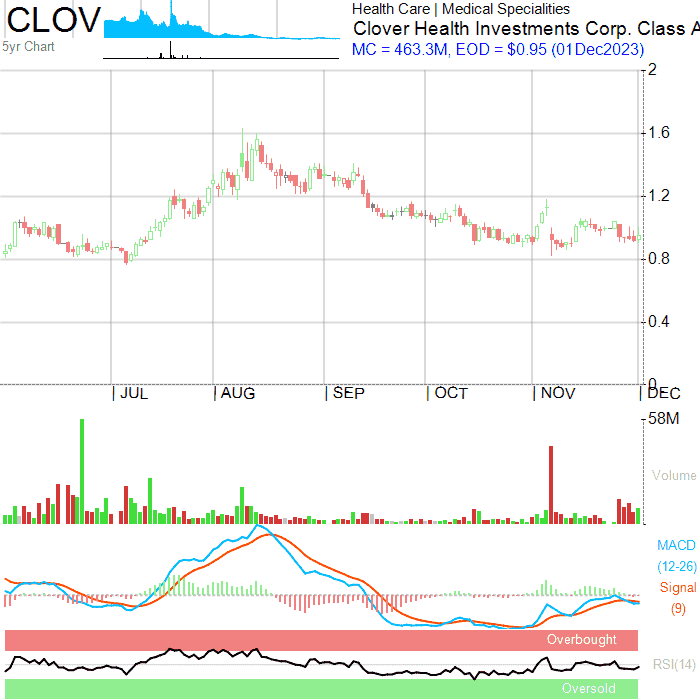 CLOV
5yr Chart
Health Care | Medical Specialities
Clover Health Investments Corp. Class A
MC = 463.3M, EOD = $0.95 (01Dec2023)
2
1.6
1.2
0.8
0.4
0
JUL AUG SEP OCT NOV DEC
58M
Volume
MACD
(12-26)
Signal
(9)
Overbought
RSI(14)
Oversold